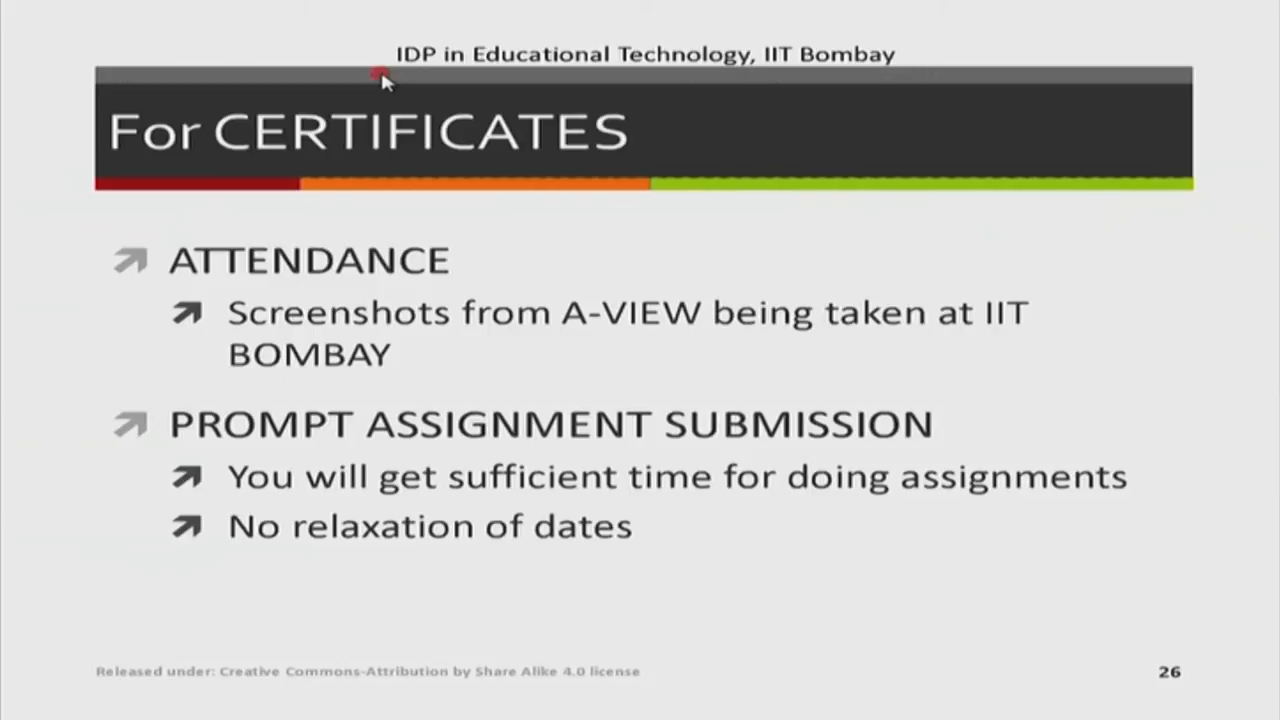 IDP in Educational Technology, IIT Bombay
For CERTIFICATES
ATTENDANCE
Screenshots from A-VIEW being taken at IIT
BOMBAY
PROMPT ASSIGNMENT SUBMISSION
You will get sufficient time for doing assignments
No relaxation of dates
Released under: Creative Commons-Attribution by Share Alike 4.0 license
26